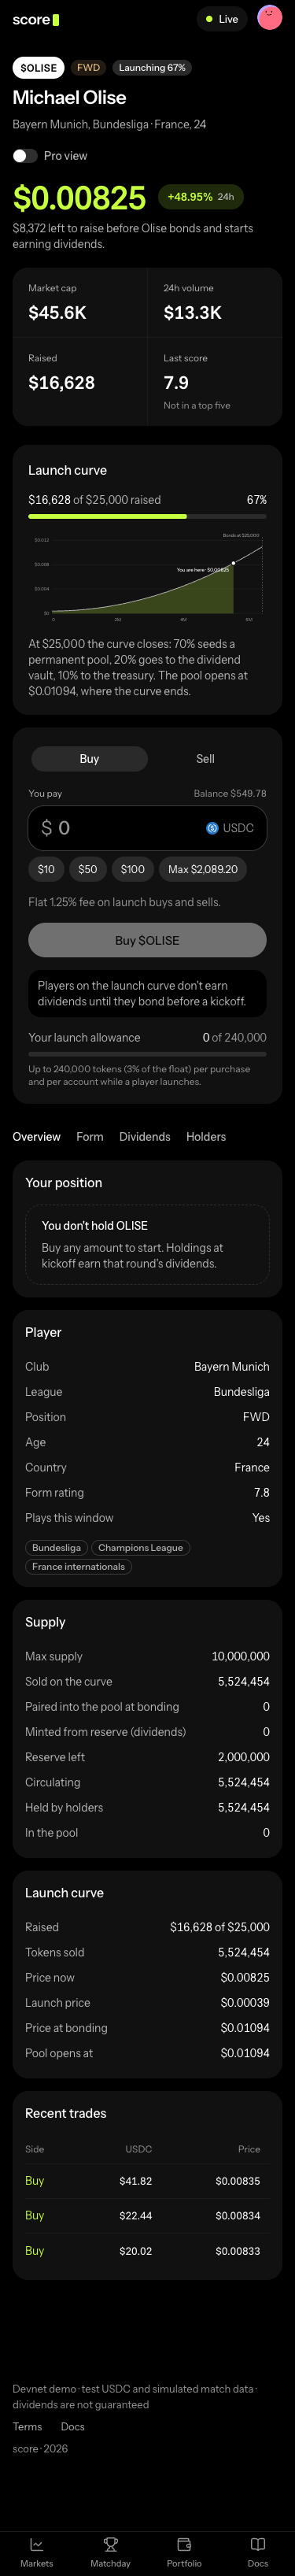 score
Live
$OLISE FWD Launching 67%
Michael Olise
Bayern Munich, Bundesliga · France, 24
Pro view
$0.00825 +48.95% 24h
$8,372 left to raise before Olise bonds and starts
earning dividends.
Market cap 24h volume
$45.6K $13.3K
Raised Last score
$16,628 7.9
Not in a top five
Launch curve
$16,628 of $25,000 raised 67%
Bonds at $25,000
$0.012
$0.008
You are here · $0.00825
$0.004
$0
0 2M 4M 6M
At $25,000 the curve closes: 70% seeds a
permanent pool, 20% goes to the dividend
vault, 10% to the treasury. The pool opens at
$0.01094, where the curve ends.
Buy Sell
You pay Balance $549.78
$ 0 USDC
$10 $50 $100 Max $2,089.20
Flat 1.25% fee on launch buys and sells.
Buy $OLISE
Players on the launch curve don't earn
dividends until they bond before a kickoff.
Your launch allowance 0 of 240,000
Up to 240,000 tokens (3% of the float) per purchase
and per account while a player launches.
Overview Form Dividends Holders
Your position
You don't hold OLISE
Buy any amount to start. Holdings at
kickoff earn that round's dividends.
Player
Club Bayern Munich
League Bundesliga
Position FWD
Age 24
Country France
Form rating 7.8
Plays this window Yes
Bundesliga Champions League
France internationals
Supply
Max supply 10,000,000
Sold on the curve 5,524,454
Paired into the pool at bonding 0
Minted from reserve (dividends) 0
Reserve left 2,000,000
Circulating 5,524,454
Held by holders 5,524,454
In the pool 0
Launch curve
Raised $16,628 of $25,000
Tokens sold 5,524,454
Price now $0.00825
Launch price $0.00039
Price at bonding $0.01094
Pool opens at $0.01094
Recent trades
Side USDC Price
Buy $41.82 $0.00835
Buy $22.44 $0.00834
Buy $20.02 $0.00833
Devnet demo · test USDC and simulated match data ·
dividends are not guaranteed
Terms Docs
score · 2026
Markets Matchday Portfolio Docs